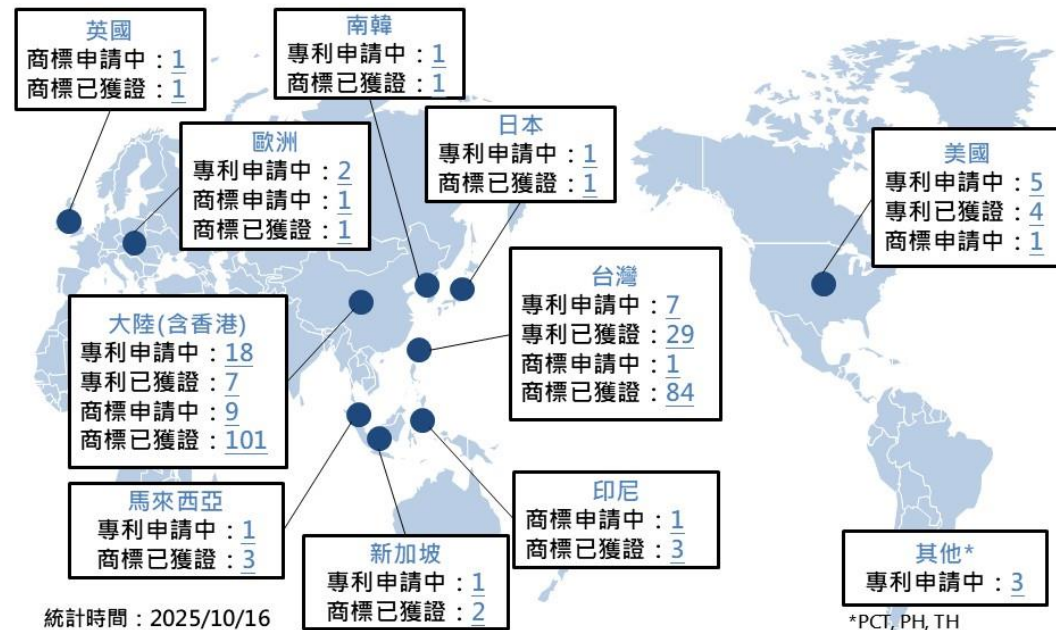 英國
商標申請中：1
商標已獲證：1
南韓
專利申請中：1
商標已獲證：1
歐洲
專利申請中：2
商標申請中：1
商標已獲證：1
日本
專利申請中：1
商標已獲證：1
美國
專利申請中：5
專利已獲證：4
商標申請中：1
大陸(含香港)
專利申請中：18
專利已獲證：7
商標申請中：9
商標已獲證：101
台灣
專利申請中：7
專利已獲證：29
商標申請中：1
商標已獲證：84
馬來西亞
專利申請中：1
商標已獲證：3
新加坡
專利申請中：1
商標已獲證：2
印尼
商標申請中：1
商標已獲證：3
其他*
專利申請中：3
統計時間：2025/10/16
*PCT, PH, TH